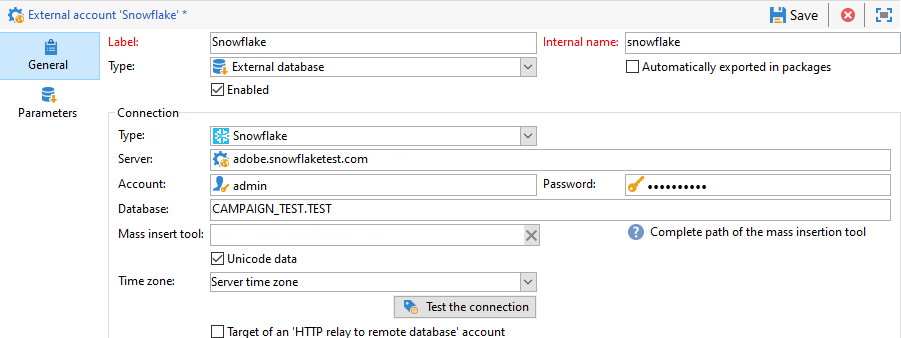 External account 'Snowflake' *
Save
General
Parameters
Label: Snowflake Internal name: snowflake
Type: External database Automatically exported in packages
Enabled
Connection
Type: Snowflake
Server: adobe.snowflaketest.com
Account: admin Password: ••••••••••
Database: CAMPAIGN_TEST.TEST
Mass insert tool: Complete path of the mass insertion tool
Unicode data
Time zone: Server time zone
Test the connection
Target of an 'HTTP relay to remote database' account